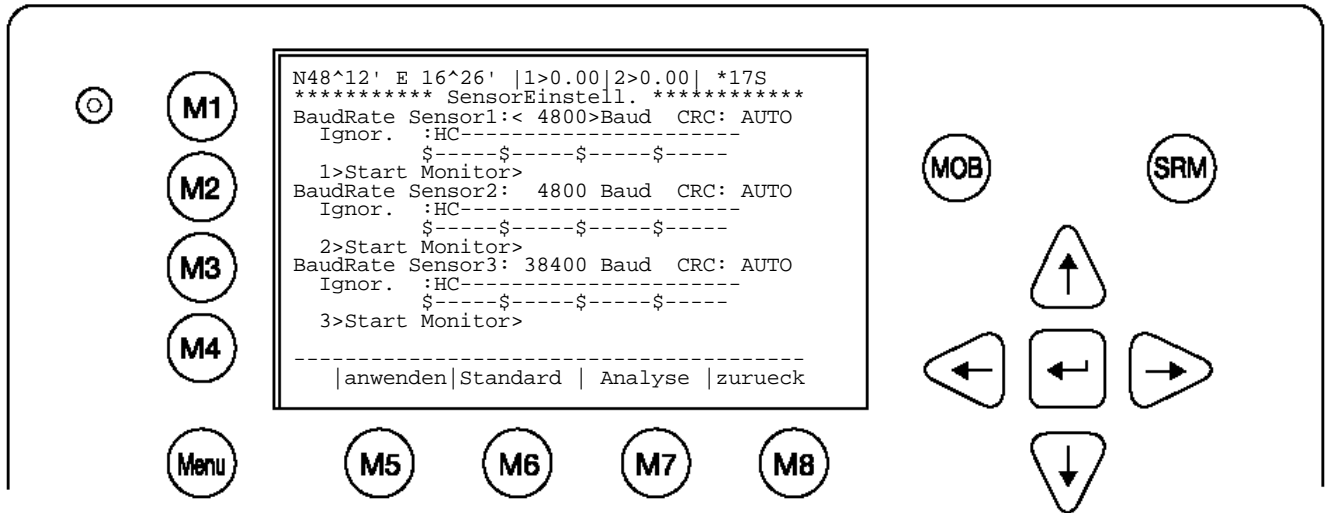 N48^12' E 16^26' |1>0.00|2>0.00| *17S
*********** SensorEinstell. ************
BaudRate Sensor1:< 4800>Baud  CRC: AUTO
  Ignor.  :HC----------------------
          $-----$-----$-----$-----
  1>Start Monitor>
BaudRate Sensor2:  4800 Baud  CRC: AUTO
  Ignor.  :HC----------------------
          $-----$-----$-----$-----
  2>Start Monitor>
BaudRate Sensor3: 38400 Baud  CRC: AUTO
  Ignor.  :HC----------------------
          $-----$-----$-----$-----
  3>Start Monitor>
----------------------------------------
   |anwenden|Standard | Analyse |zurueck
M1
M2
M3
M4
Menu
M5
M6
M7
M8
MOB
SRM